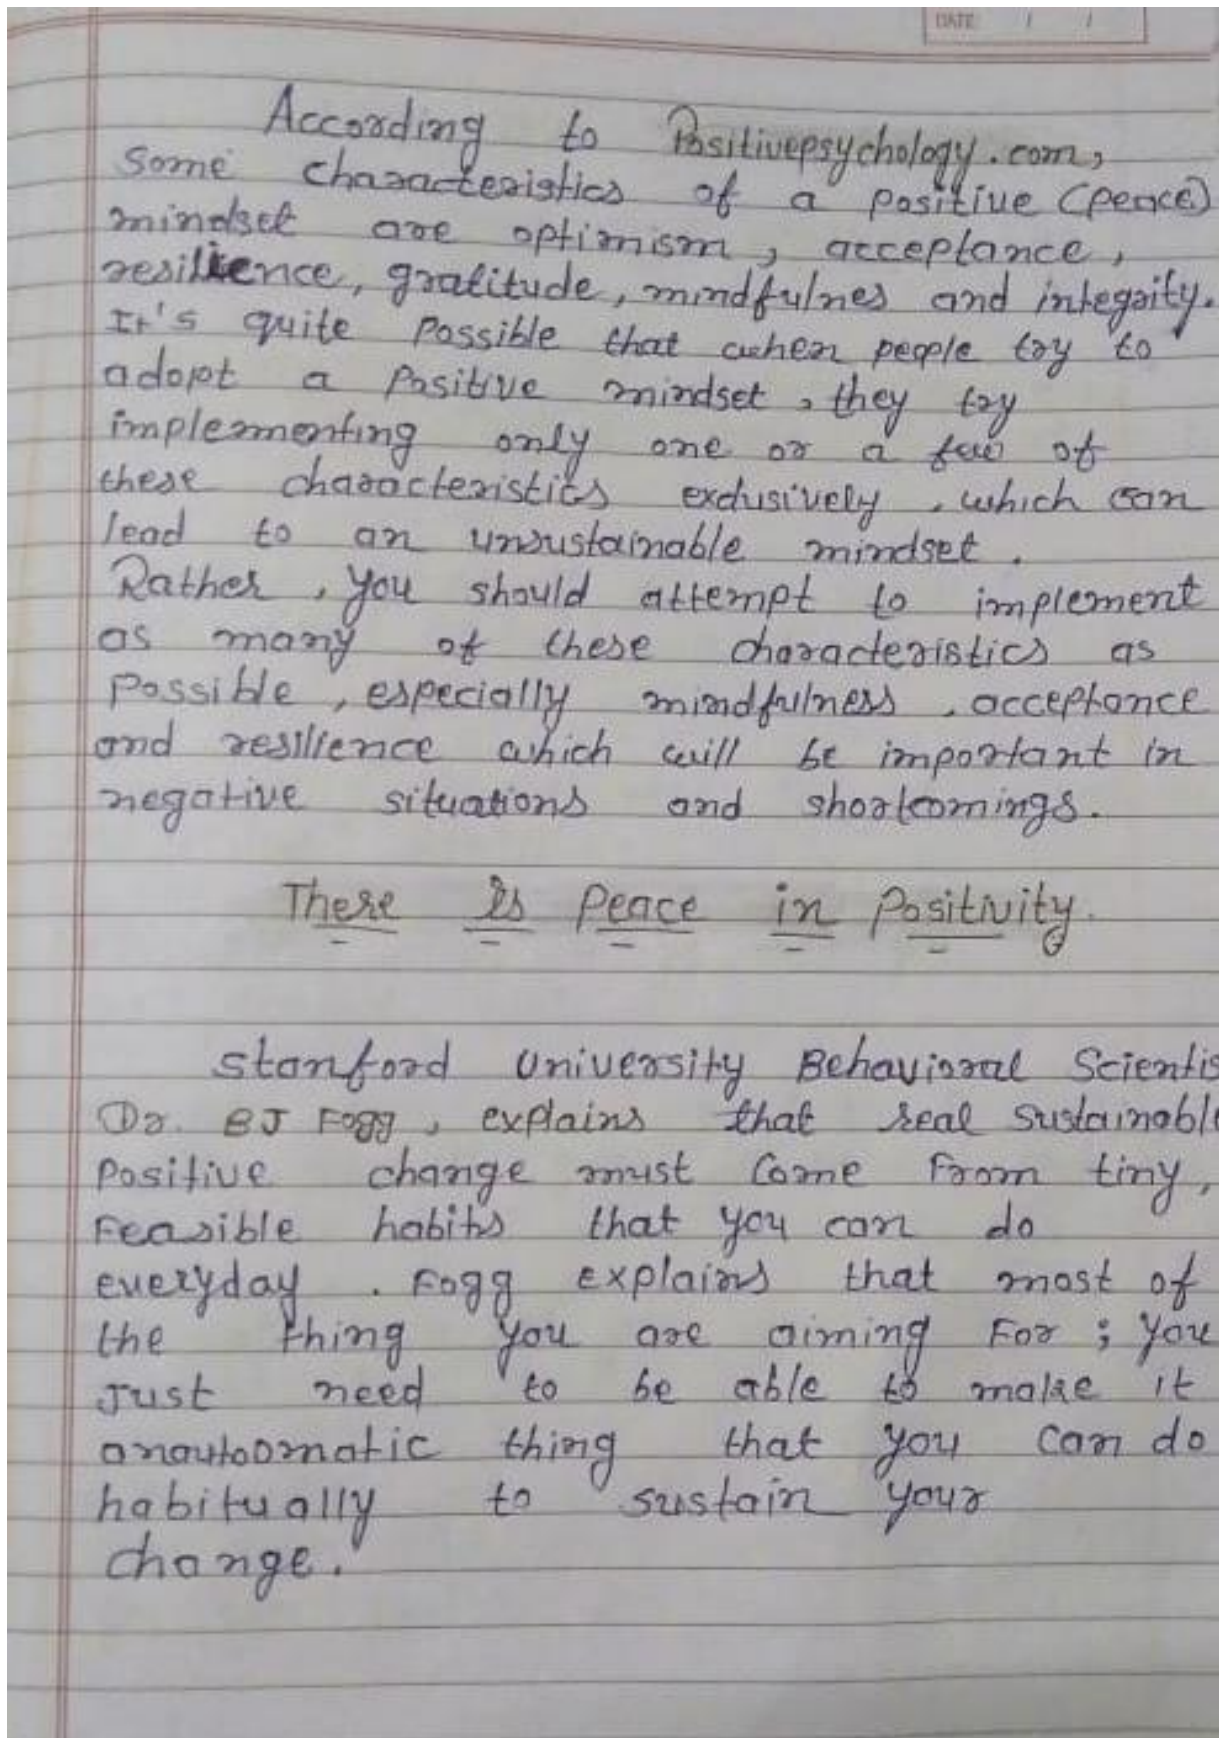 DATE / /
According to Positivepsychology.com,
some characteristics of a positive (peace)
mindset are optimism, acceptance,
resilience, gratitude, mindfulnes and integrity.
It's quite possible that when people try to
adopt a positive mindset, they try
implementing only one or a few of
these characteristics exclusively, which can
lead to an unsustainable mindset.
Rather, you should attempt to implement
as many of these characteristics as
possible, especially mindfulness, acceptance
and resilience which will be important in
negative situations and shortcomings.
There Is Peace in Positivity.
Stanford University Behavioral Scientis
Dr. BJ Fogg, explains that real sustainable
Positive change must come from tiny,
Feasible habits that you can do
everyday. Fogg explains that most of
the thing you are aiming For; you
Just need to be able to make it
anautoomatic thing that you can do
habitually to sustain your
change.